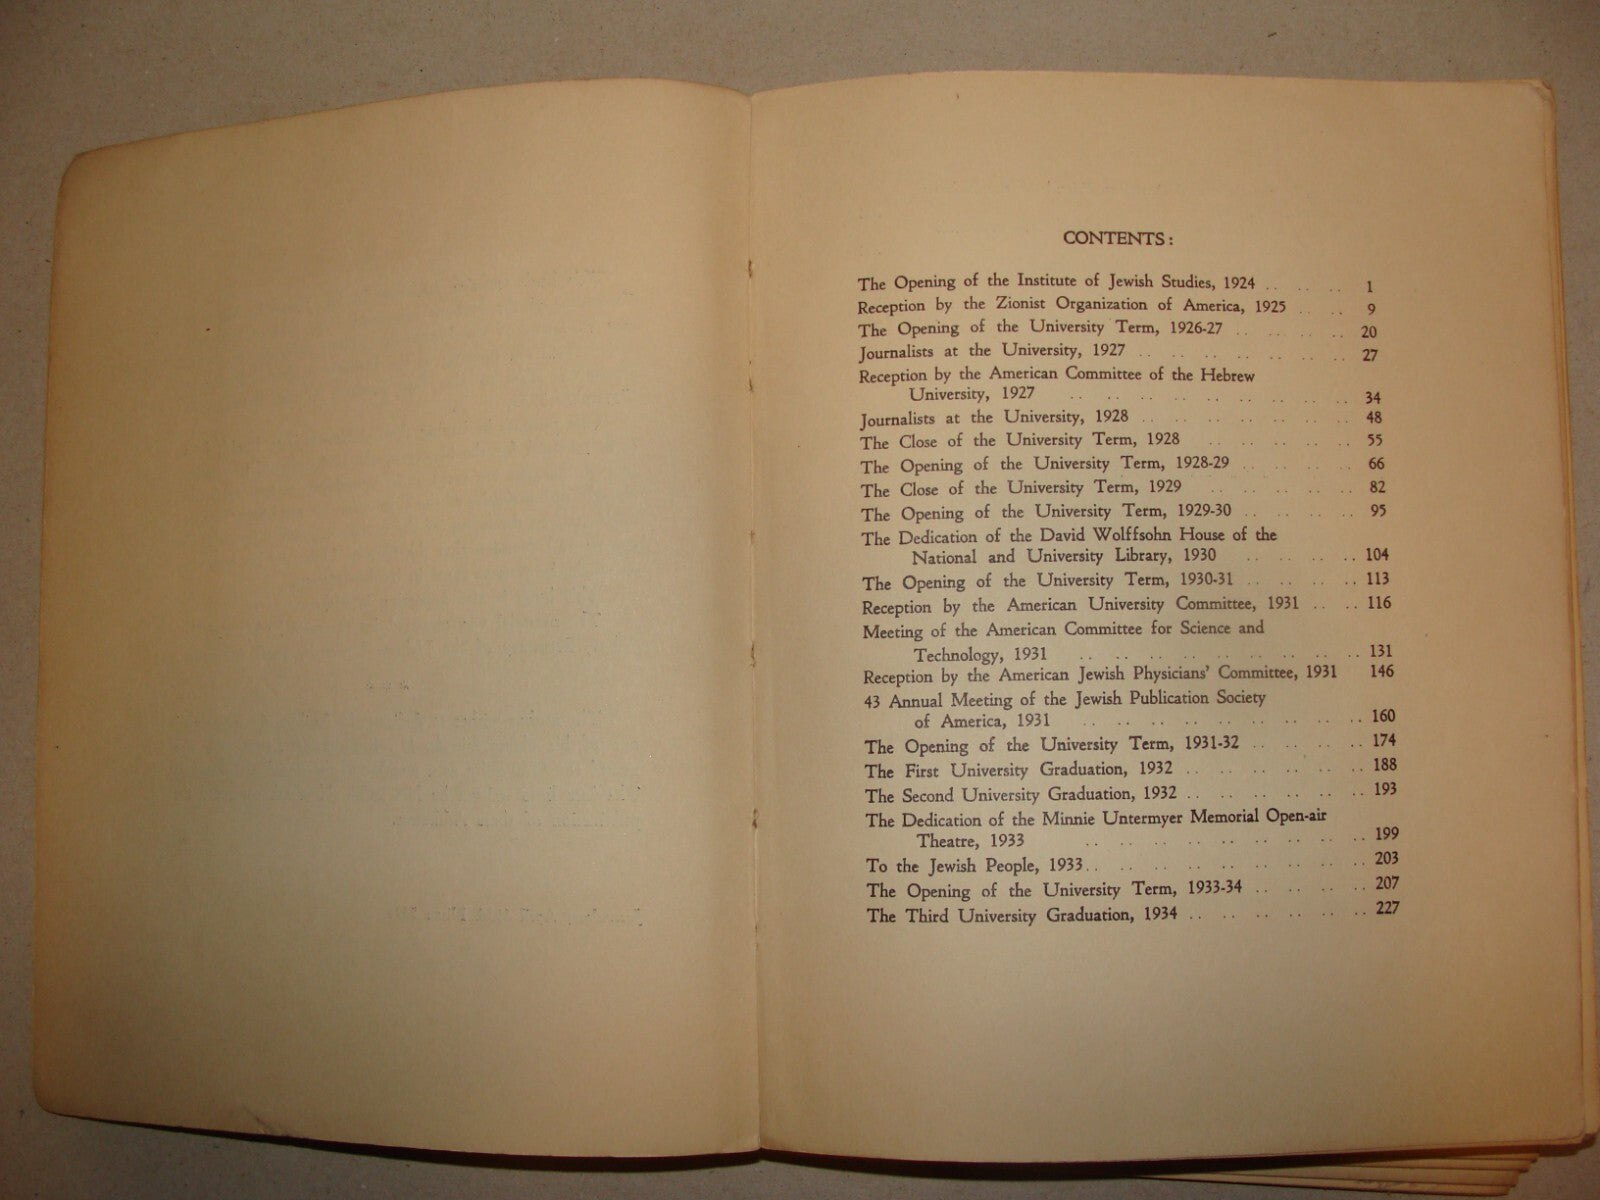 CONTENTS:
The Opening of the Institute of Jewish Studies, 1924 .. .. .. 1
Reception by the Zionist Organization of America, 1925 .. .. 9
The Opening of the University Term, 1926-27 .. .. .. .. 20
Journalists at the University, 1927 .. .. .. .. .. .. .. 27
Reception by the American Committee of the Hebrew
University, 1927 .. .. .. .. .. .. .. .. .. 34
Journalists at the University, 1928 .. .. .. .. .. .. .. 48
The Close of the University Term, 1928 .. .. .. .. .. 55
The Opening of the University Term, 1928-29 .. .. .. .. 66
The Close of the University Term, 1929 .. .. .. .. .. 82
The Opening of the University Term, 1929-30 .. .. .. .. 95
The Dedication of the David Wolffsohn House of the
National and University Library, 1930 .. .. .. .. 104
The Opening of the University Term, 1930-31 .. .. .. .. 113
Reception by the American University Committee, 1931 .. .. 116
Meeting of the American Committee for Science and
Technology, 1931 .. .. .. .. .. .. .. .. .. 131
Reception by the American Jewish Physicians' Committee, 1931 146
43 Annual Meeting of the Jewish Publication Society
of America, 1931 .. .. .. .. .. .. .. .. .. 160
The Opening of the University Term, 1931-32 .. .. .. .. 174
The First University Graduation, 1932 .. .. .. .. .. .. 188
The Second University Graduation, 1932 .. .. .. .. .. .. 193
The Dedication of the Minnie Untermyer Memorial Open-air
Theatre, 1933 .. .. .. .. .. .. .. .. .. 199
To the Jewish People, 1933.. .. .. .. .. .. .. .. .. 203
The Opening of the University Term, 1933-34 .. .. .. .. 207
The Third University Graduation, 1934 .. .. .. .. .. .. 227